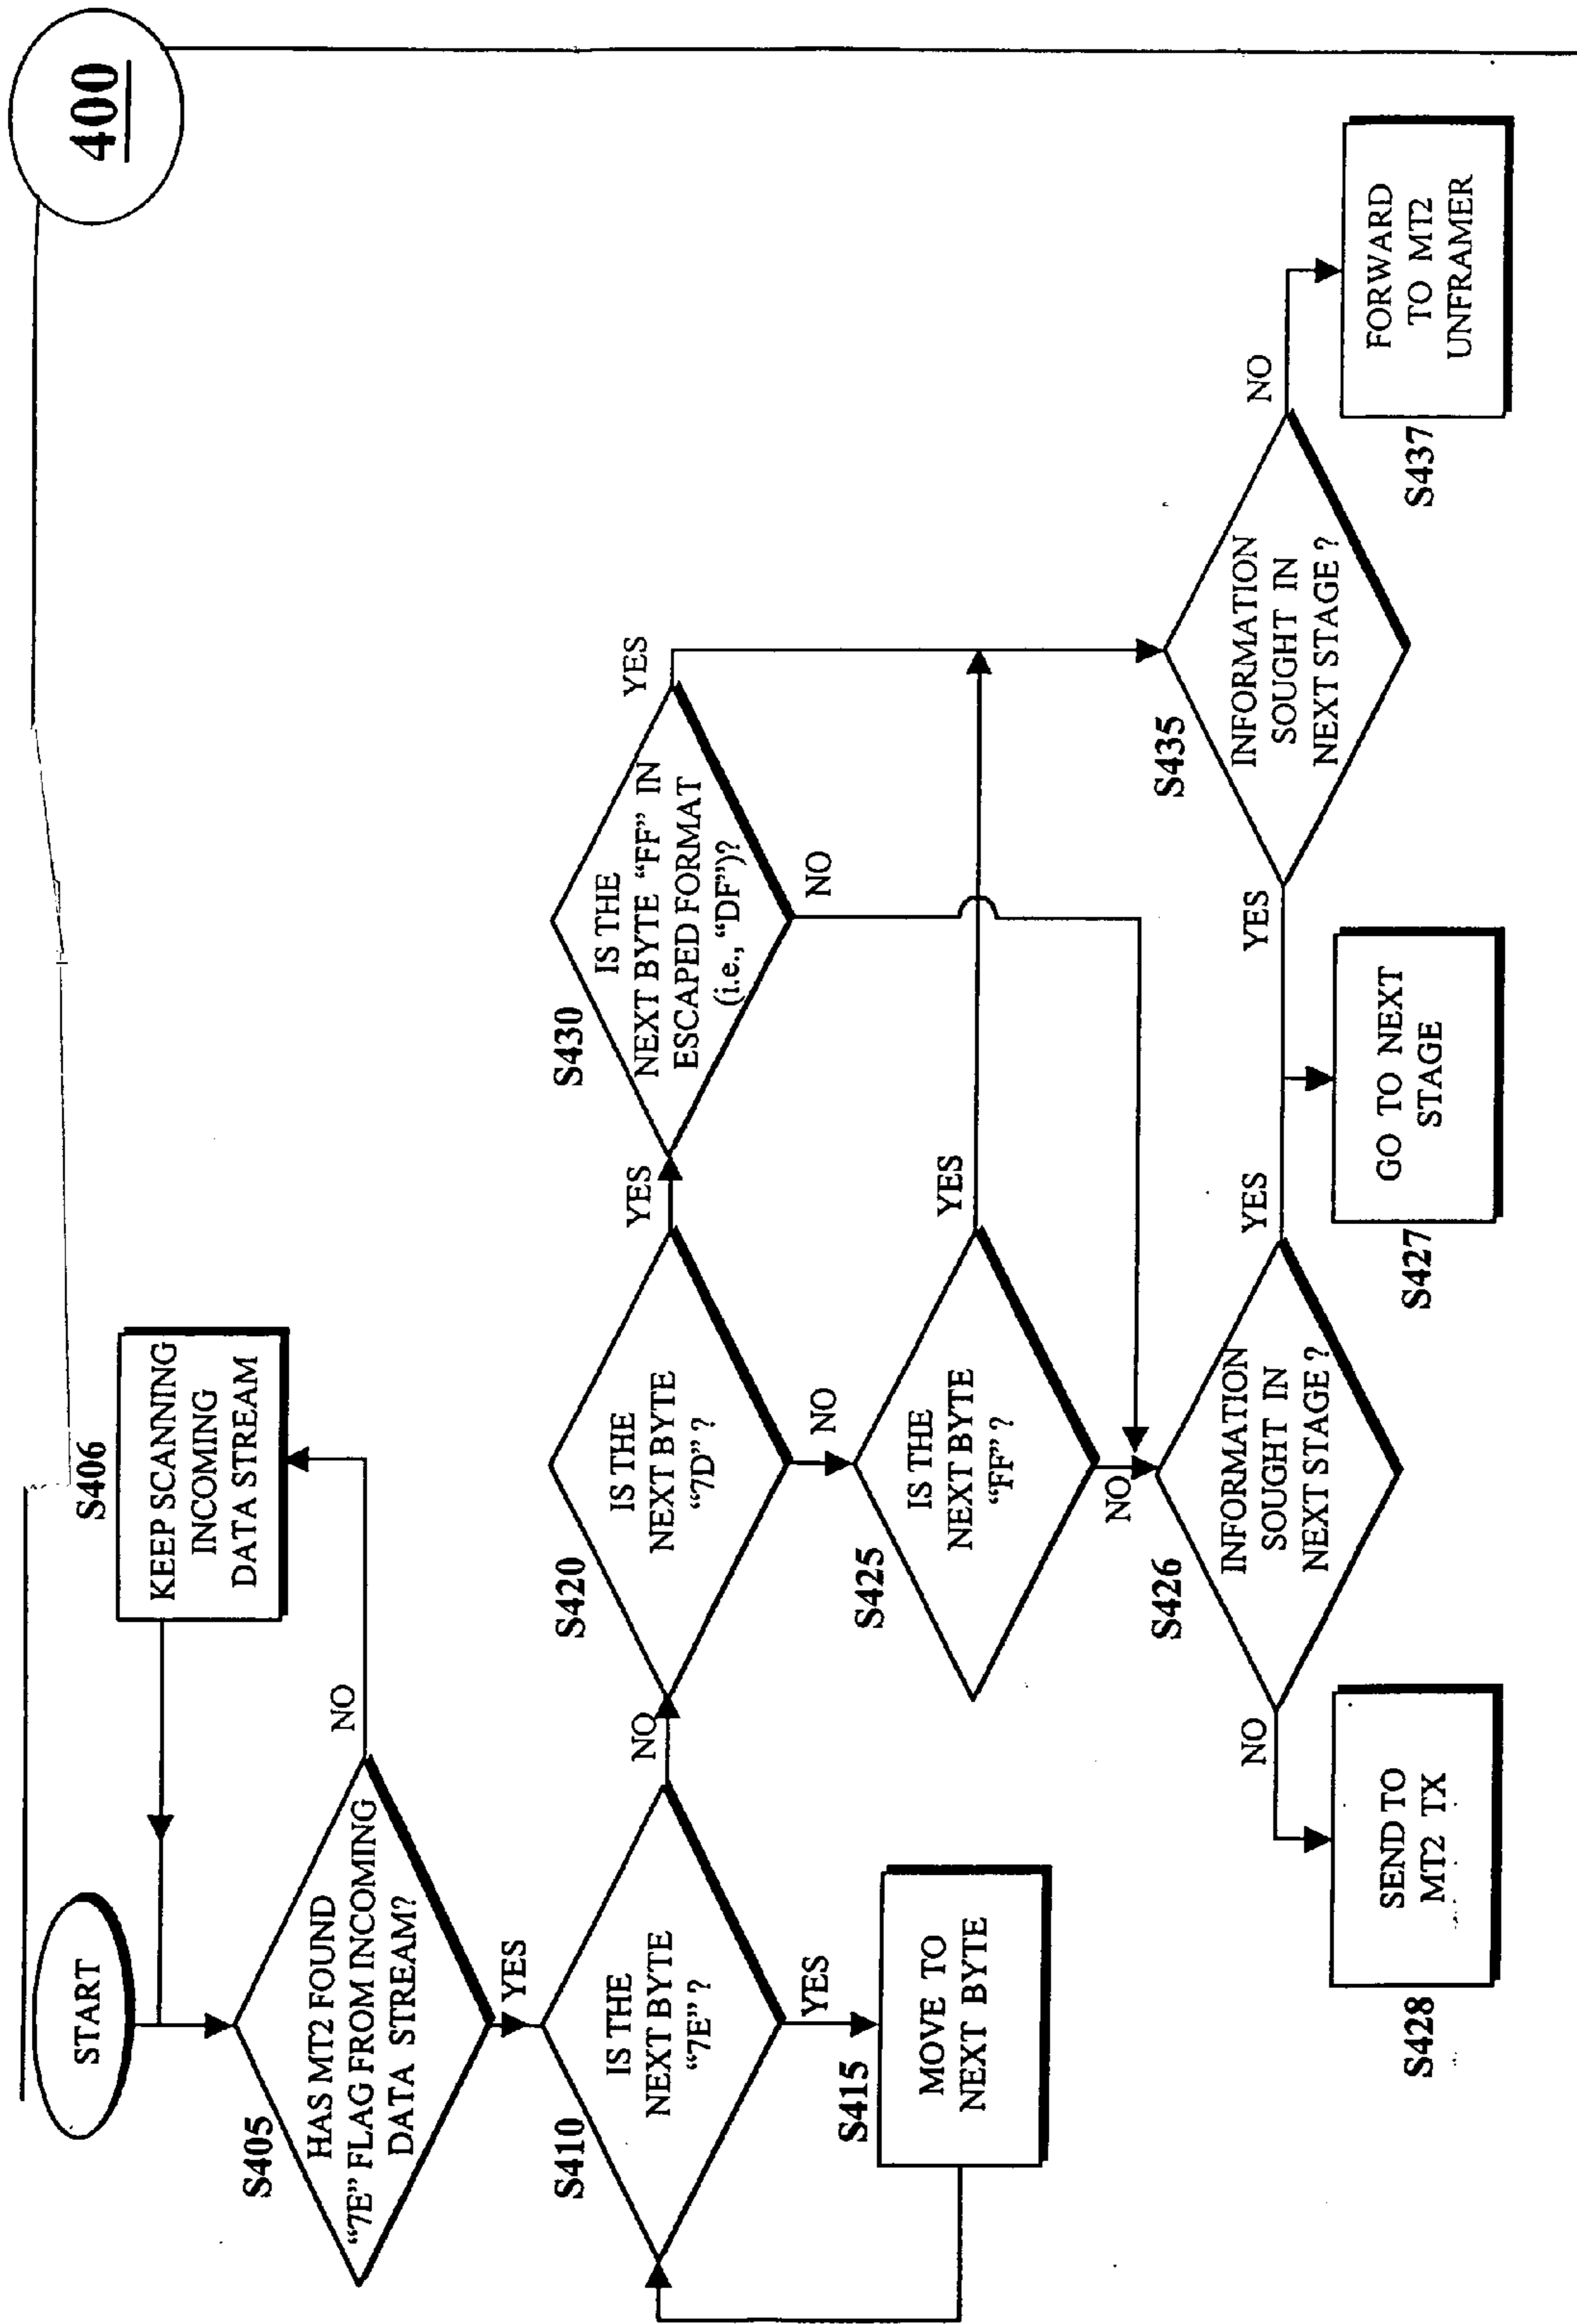 400
START
S406
KEEP SCANNING
INCOMING
DATA STREAM
S405
HAS MT2 FOUND
“7E” FLAG FROM INCOMING
DATA STREAM?
NO
YES
S410
IS THE
NEXT BYTE
“7E” ?
NO
YES
S415
MOVE TO
NEXT BYTE
S420
IS THE
NEXT BYTE
“7D” ?
YES
NO
S430
IS THE
NEXT BYTE “FF” IN
ESCAPED FORMAT
(i.e., “DF”)?
YES
NO
S425
IS THE
NEXT BYTE
“FF” ?
YES
NO
S426
INFORMATION
SOUGHT IN
NEXT STAGE ?
NO
YES
S435
INFORMATION
SOUGHT IN
NEXT STAGE ?
YES
NO
S428
SEND TO
MT2 TX
S427
GO TO NEXT
STAGE
S437
FORWARD
TO MT2
UNFRAMER